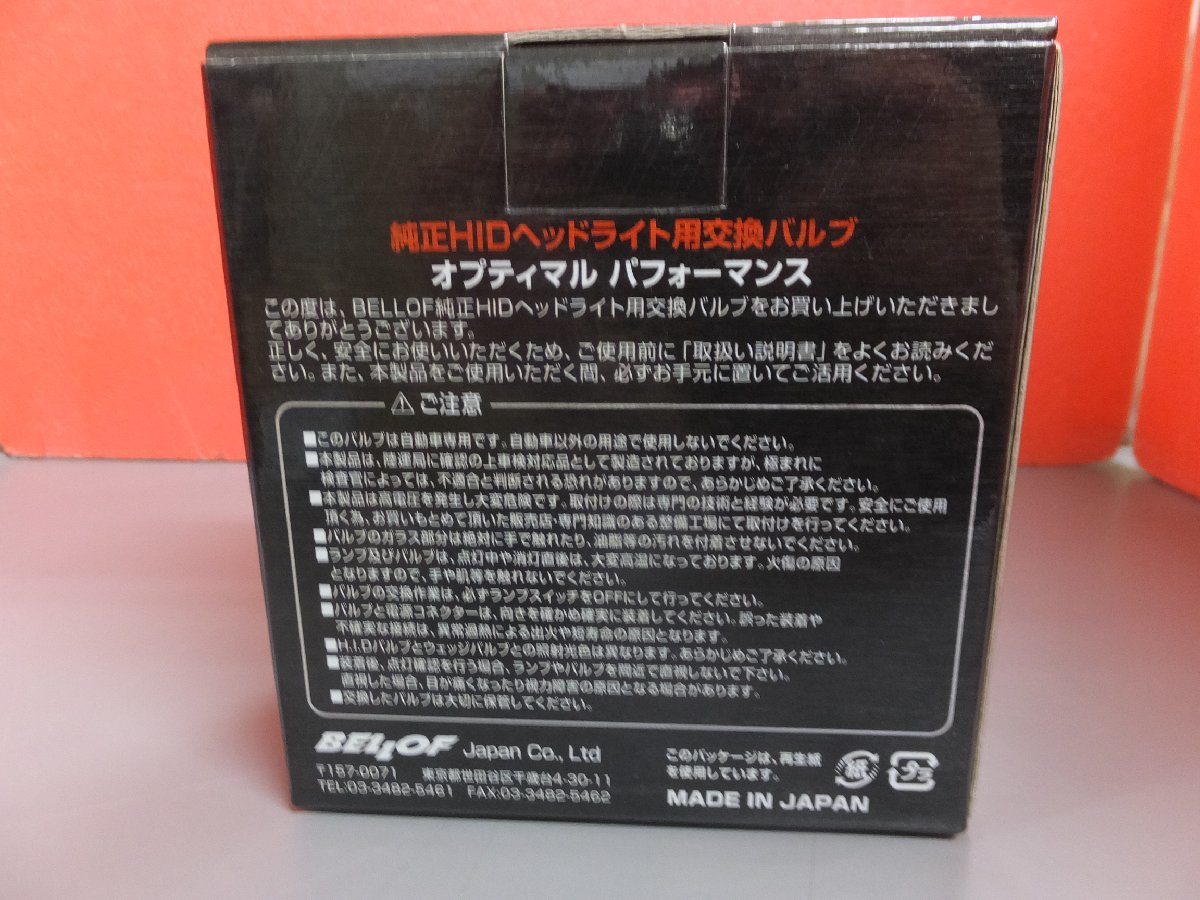 純正HIDヘッドライト用交換バルブ
オプティマル パフォーマンス
この度は、BELLOF純正HIDヘッドライト用交換バルブをお買い上げいただきまし
てありがとうございます。
正しく、安全にお使いいただくため、ご使用前に「取扱い説明書」をよくお読みくだ
さい。また、本製品をご使用いただく間、必ずお手元に置いてご活用ください。
⚠ ご注意
■このバルブは自動車専用です。自動車以外の用途で使用しないでください。
■本製品は、陸運局に確認の上車検対応品として製造されておりますが、極まれに
検査官によっては、不適合と判断される恐れがありますので、あらかじめご了承ください。
■本製品は高電圧を発生し大変危険です。取付けの際は専門の技術と経験が必要です。安全にご使用
頂く為、お買いもとめて頂いた販売店・専門知識のある整備工場にて取付けを行ってください。
■バルブのガラス部分は絶対に手で触れたり、油脂等の汚れを付着させないでください。
■ランプ及びバルブは、点灯中や消灯直後は、大変高温になっております。火傷の原因
となりますので、手や肌等を触れないでください。
■バルブの交換作業は、必ずランプスイッチをOFFにして行ってください。
■バルブと電源コネクターは、向きを確かめ確実に装着してください。誤った装着や
不確実な接続は、異常過熱による出火や短寿命の原因となります。
■H.I.Dバルブとウェッジバルブとの照射光色は異なります。あらかじめご了承ください。
■装着後、点灯確認を行う場合、ランプやバルブを間近で直視しないで下さい。
直視した場合、目が痛くなったり視力障害の原因となる場合があります。
■交換したバルブは大切に保管してください。
BELLOF Japan Co., Ltd
〒157-0071 東京都世田谷区千歳台4-30-11
TEL:03-3482-5461 FAX:03-3482-5462
このパッケージは、再生紙
を使用しています。
紙 プラ
MADE IN JAPAN